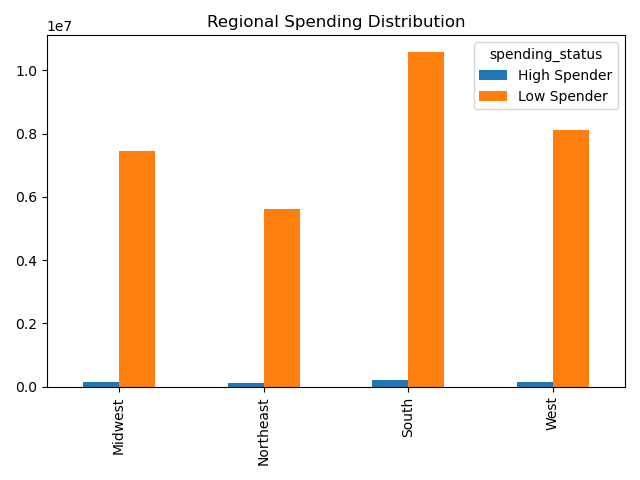 Regional Spending Distribution
1e7
spending_status
High Spender
Low Spender
1.0
0.8
0.6
0.4
0.2
0.0
Midwest
Northeast
South
West